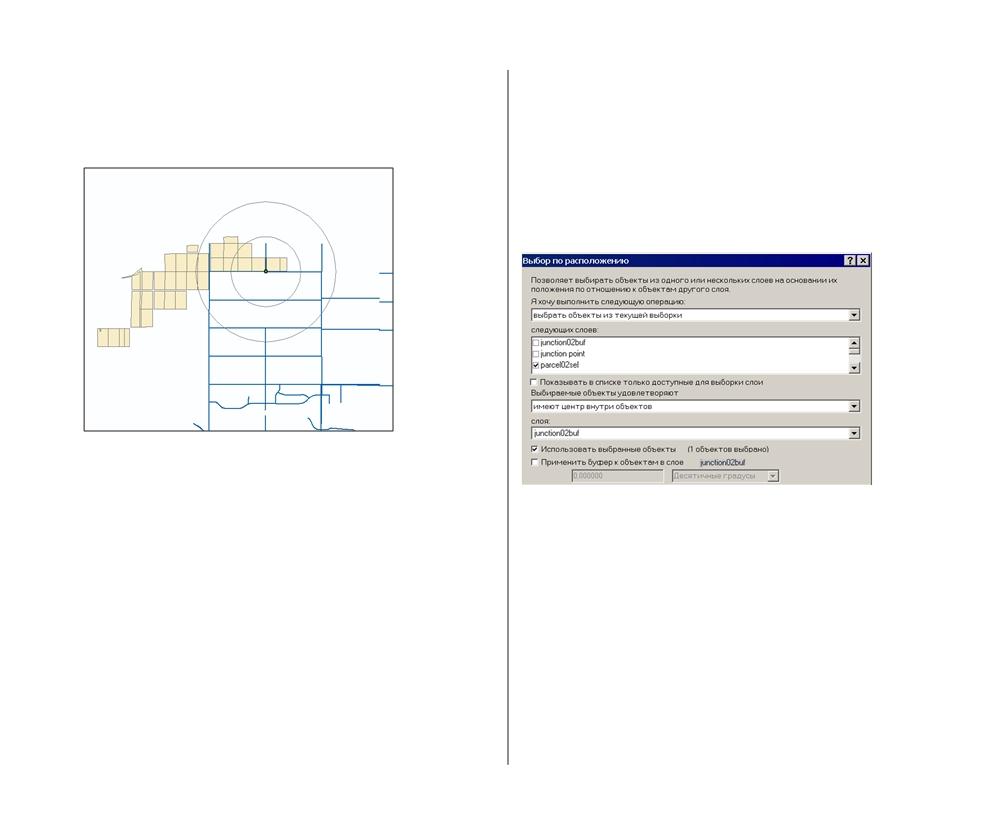 Выбор по расположению
Позволяет выбирать объекты из одного или нескольких слоев на основании их
положения по отношению к объектам другого слоя.
Я хочу выполнить следующую операцию:
выбрать объекты из текущей выборки
следующих слоев:
junction02buf
junction point
parcel02sel
Показывать в списке только доступные для выборки слои
Выбираемые объекты удовлетворяют
имеют центр внутри объектов
слоя:
junction02buf
Использовать выбранные объекты (1 объектов выбрано)
Применить буфер к объектам в слое junction02buf
0.000000 Десятичные градусы